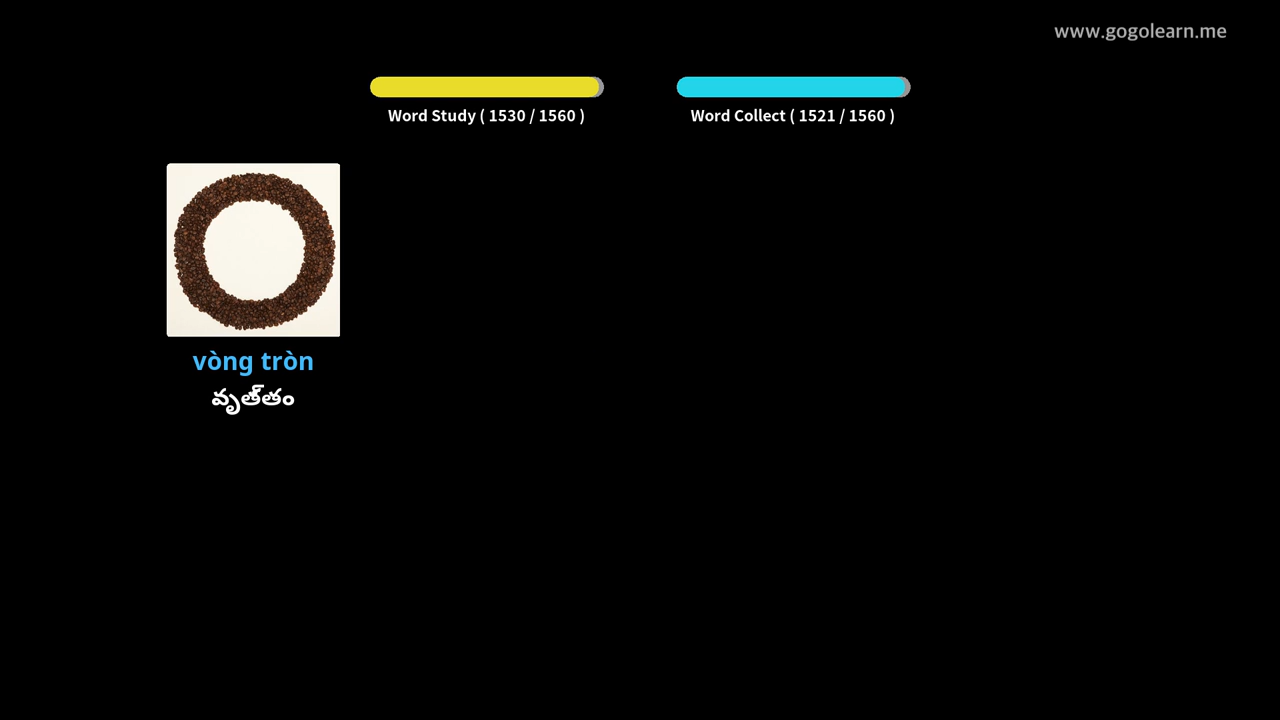 www.gogolearn.me
Word Study ( 1530 / 1560 )
Word Collect ( 1521 / 1560 )
vòng tròn
వృత్తం